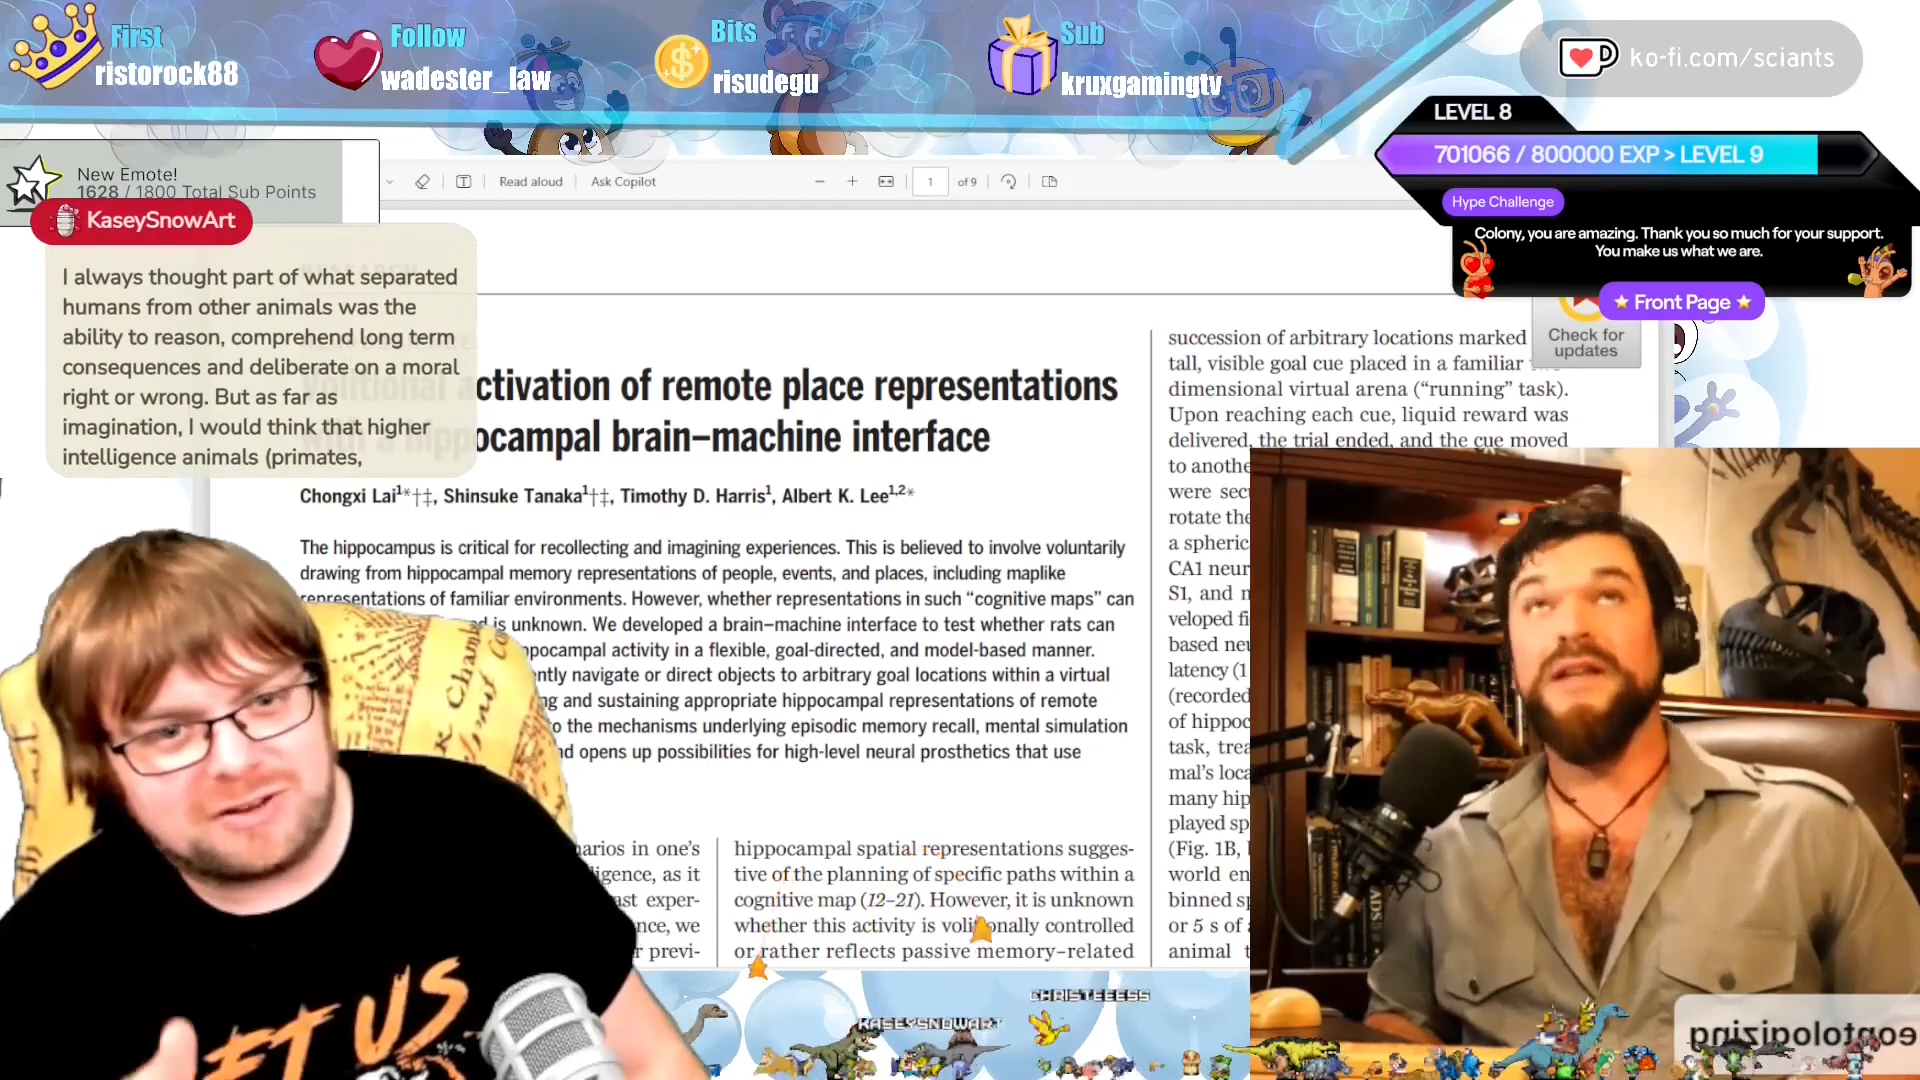 First
ristorock88
Follow
wadester_law
Bits
risudegu
Sub
kruxgamingtv
ko-fi.com/sciants
LEVEL 8
701066 / 800000 EXP > LEVEL 9
Hype Challenge
Colony, you are amazing. Thank you so much for your support.
You make us what we are.
Front Page
New Emote!
1628 / 1800 Total Sub Points
Read aloud
Ask Copilot
1
of 9
KaseySnowArt
I always thought part of what separated
humans from other animals was the
ability to reason, comprehend long term
consequences and deliberate on a moral
right or wrong. But as far as
imagination, I would think that higher
intelligence animals (primates,
Check for
updates
Volitional activation of remote place representations
with a hippocampal brain–machine interface
Chongxi Lai1*†‡, Shinsuke Tanaka1†‡, Timothy D. Harris1, Albert K. Lee1,2*
The hippocampus is critical for recollecting and imagining experiences. This is believed to involve voluntarily
drawing from hippocampal memory representations of people, events, and places, including maplike
representations of familiar environments. However, whether representations in such “cognitive maps” can
d is unknown. We developed a brain–machine interface to test whether rats can
ppocampal activity in a flexible, goal-directed, and model-based manner.
ntly navigate or direct objects to arbitrary goal locations within a virtual
ng and sustaining appropriate hippocampal representations of remote
o the mechanisms underlying episodic memory recall, mental simulation
nd opens up possibilities for high-level neural prosthetics that use
arios in one’s
ligence, as it
ast exper-
nce, we
r previ-
hippocampal spatial representations sugges-
tive of the planning of specific paths within a
cognitive map (12–21). However, it is unknown
whether this activity is volitionally controlled
or rather reflects passive memory–related
succession of arbitrary locations marked
tall, visible goal cue placed in a familiar
dimensional virtual arena (“running” task).
Upon reaching each cue, liquid reward was
delivered, the trial ended, and the cue moved
to anothe
were sec
rotate the
a spheric
CA1 neur
S1, and m
veloped fi
based neu
latency (1
(recorded
of hippoc
task, trea
mal’s loca
many hip
played sp
(Fig. 1B,
world en
binned sp
or 5 s of a
animal t
ET US
CHRISTEEESS
KASEYSNOWART
eontologizing